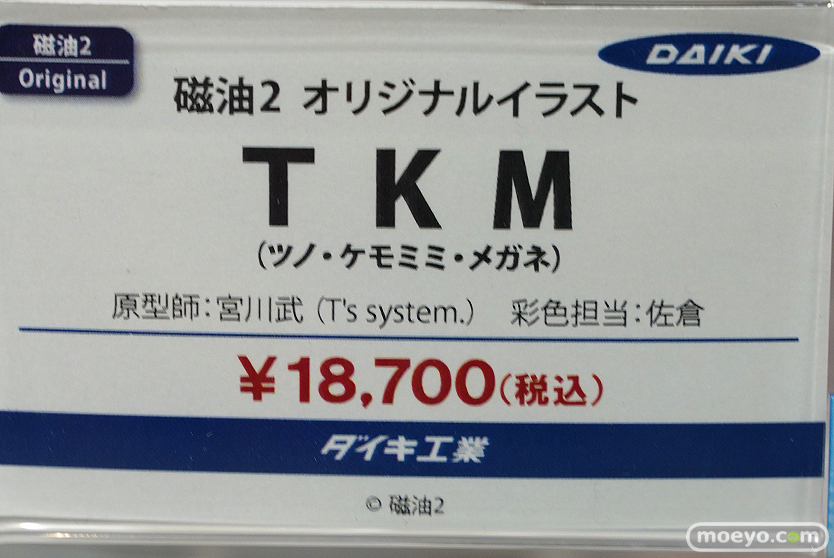 磁油2
Original
DAIKI
磁油2 オリジナルイラスト
TKM
(ツノ・ケモミミ・メガネ)
原型師:宮川武 (T's system.) 彩色担当:佐倉
¥18,700(税込)
ダイキ工業
© 磁油2
moeyo.com